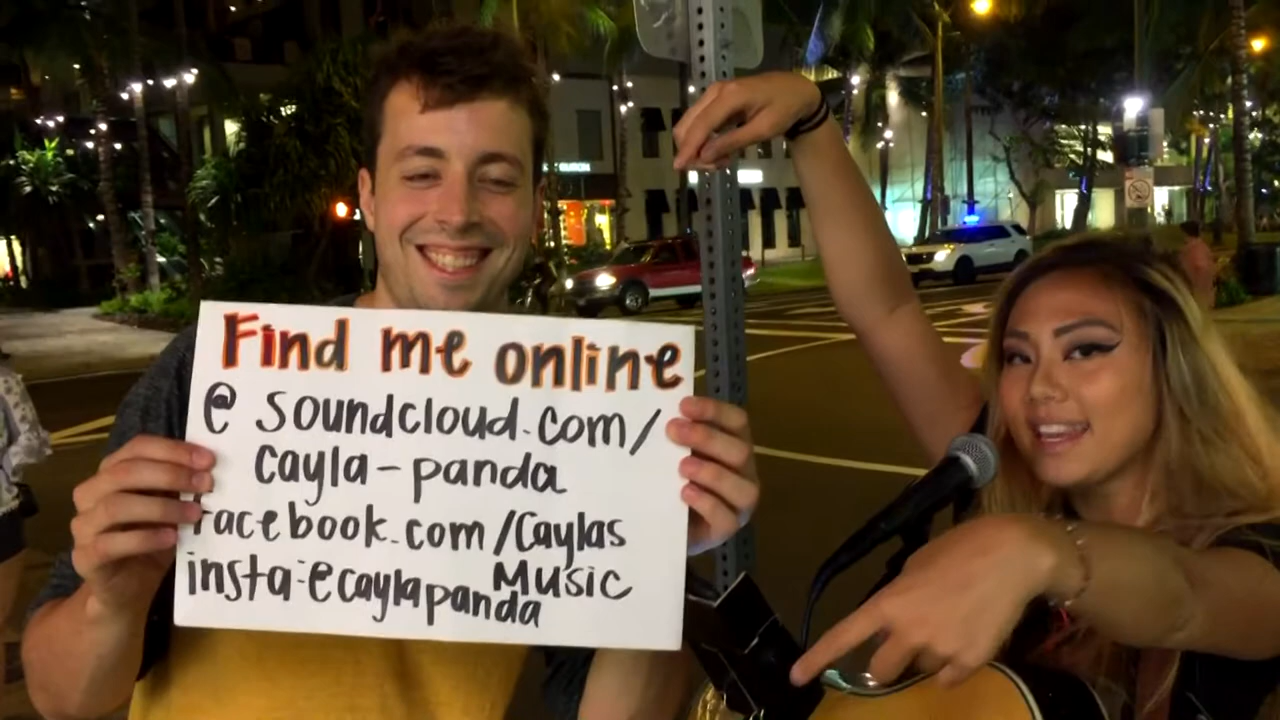 Find me online
@ soundcloud.com/
cayla-panda
Facebook.com/Caylas
Music
insta:@caylapanda